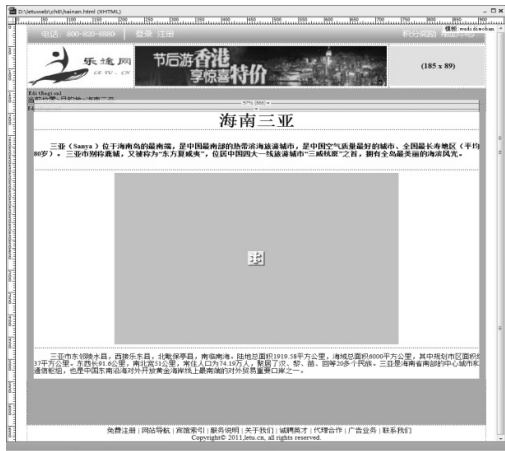 D:\letuweb\ch8\hainan.html (XHTML)
电话：800-820-8880 登录 注册
乐途网
LE TU . CN
节后游香港
享惊喜特价
(185 x 89)
海南三亚
三亚（Sanya）位于海南岛的最南端，是中国最南部的热带滨海旅游城市，是中国空气质量最好的城市、全国最长寿地区（平均
80岁）。三亚市别称鹿城，又被称为“东方夏威夷”，位居中国四大一线旅游城市“三威杭厦”之首，拥有全岛最美丽的海滨风光。
三亚市东邻陵水县，西接乐东县，北毗保亭县，南临南海。陆地总面积1919.58平方公里，海域总面积6000平方公里，其中规划市区面积约
37平方公里。东西长91.6公里，南北宽51公里，常住人口为74.19万人，聚居了汉、黎、苗、回等20多个民族。三亚是海南省南部的中心城市和
通信枢纽，也是中国东南沿海对外开放黄金海岸线上最南端的对外贸易重要口岸之一。
免费注册 | 网站导航 | 宾馆索引 | 服务说明 | 关于我们 | 诚聘英才 | 代理合作 | 广告业务 | 联系我们
Copyright© 2011,letu.cn, all rights reserved.